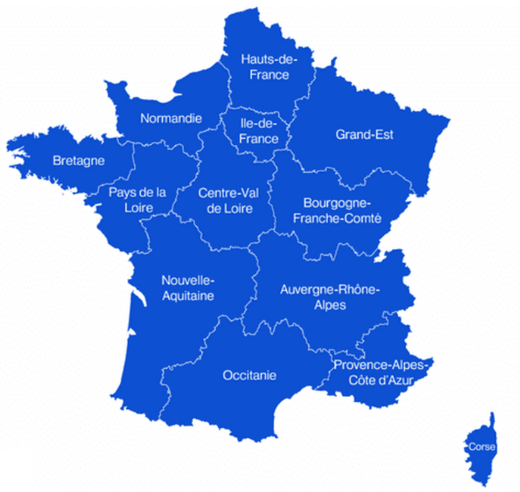 Hauts-de-
France
Normandie
Ile-de-
France
Grand-Est
Bretagne
Pays de la
Loire
Centre-Val
de Loire
Bourgogne-
Franche-Comté
Nouvelle-
Aquitaine
Auvergne-Rhône-
Alpes
Occitanie
Provence-Alpes-
Côte d'Azur
Corse